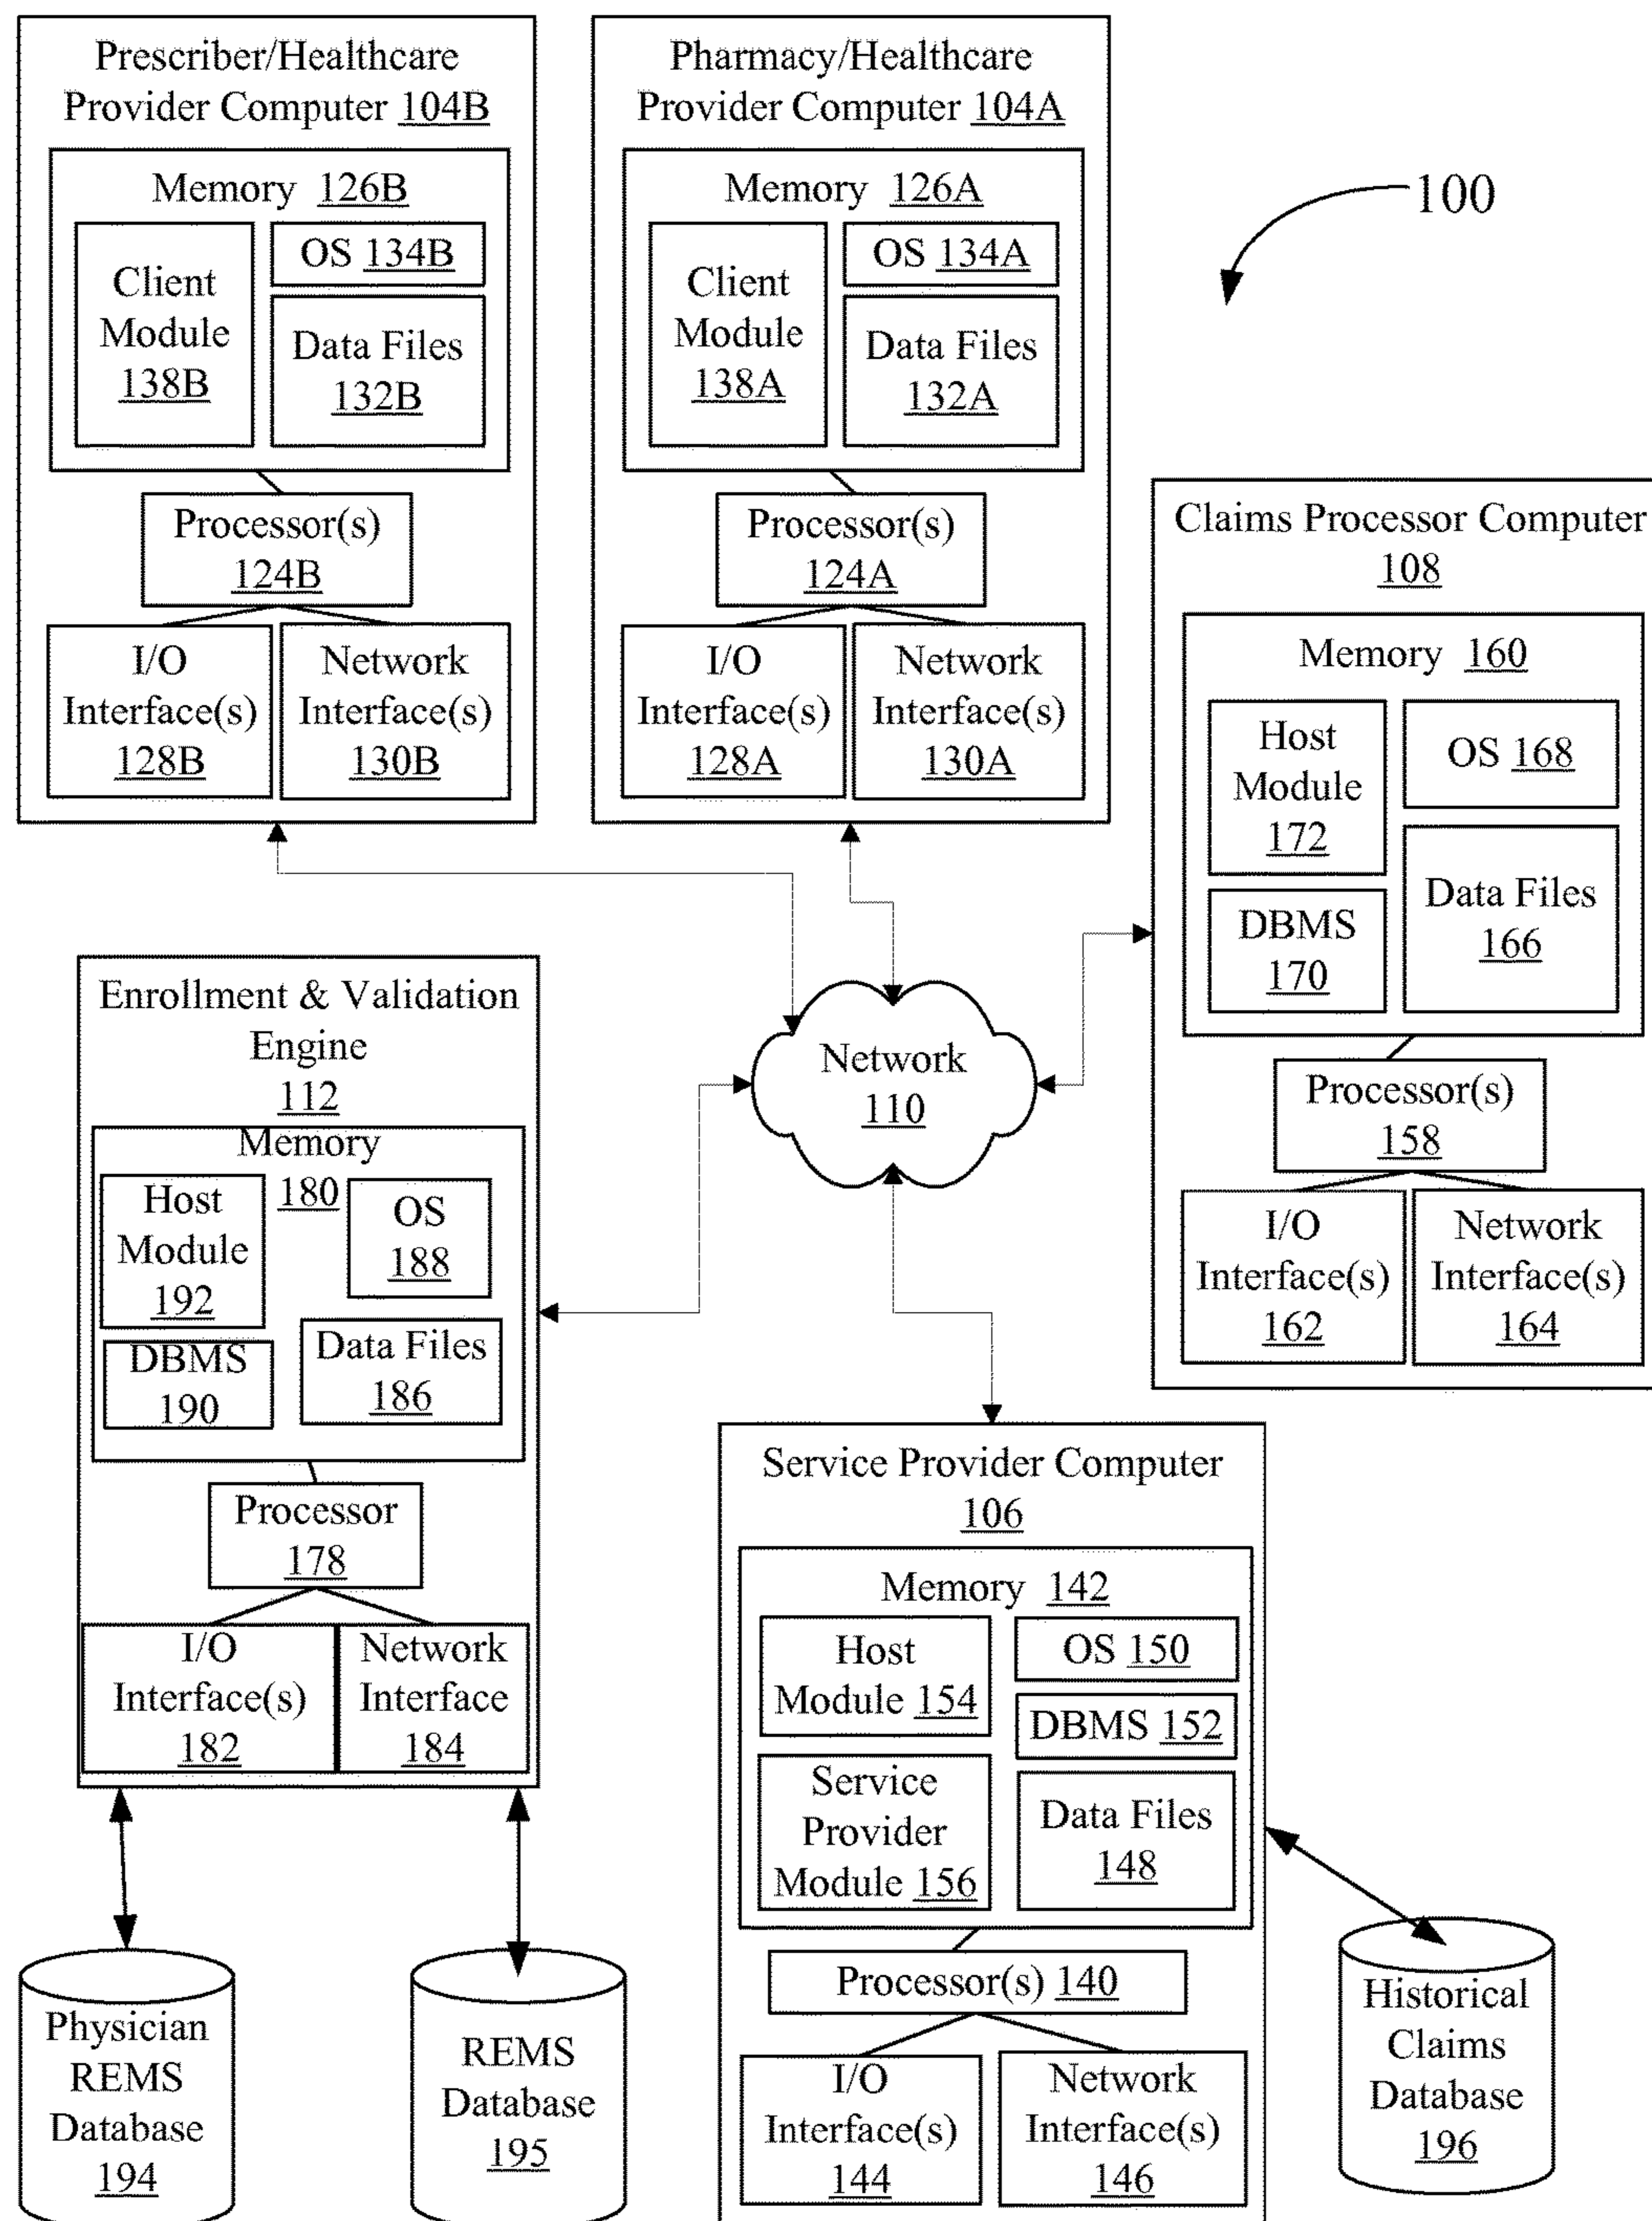 Prescriber/Healthcare
Provider Computer 104B
Memory 126B
Client
Module
138B
OS 134B
Data Files
132B
Processor(s)
124B
I/O
Interface(s)
128B
Network
Interface(s)
130B
Pharmacy/Healthcare
Provider Computer 104A
Memory 126A
Client
Module
138A
OS 134A
Data Files
132A
Processor(s)
124A
I/O
Interface(s)
128A
Network
Interface(s)
130A
100
Claims Processor Computer
108
Memory 160
Host
Module
172
OS 168
DBMS
170
Data Files
166
Processor(s)
158
I/O
Interface(s)
162
Network
Interface(s)
164
Network
110
Enrollment & Validation
Engine
112
Memory
180
Host
Module
192
OS
188
DBMS
190
Data Files
186
Processor
178
I/O
Interface(s)
182
Network
Interface
184
Physician
REMS
Database
194
REMS
Database
195
Service Provider Computer
106
Memory 142
Host
Module 154
OS 150
DBMS 152
Service
Provider
Module 156
Data Files
148
Processor(s) 140
I/O
Interface(s)
144
Network
Interface(s)
146
Historical
Claims
Database
196